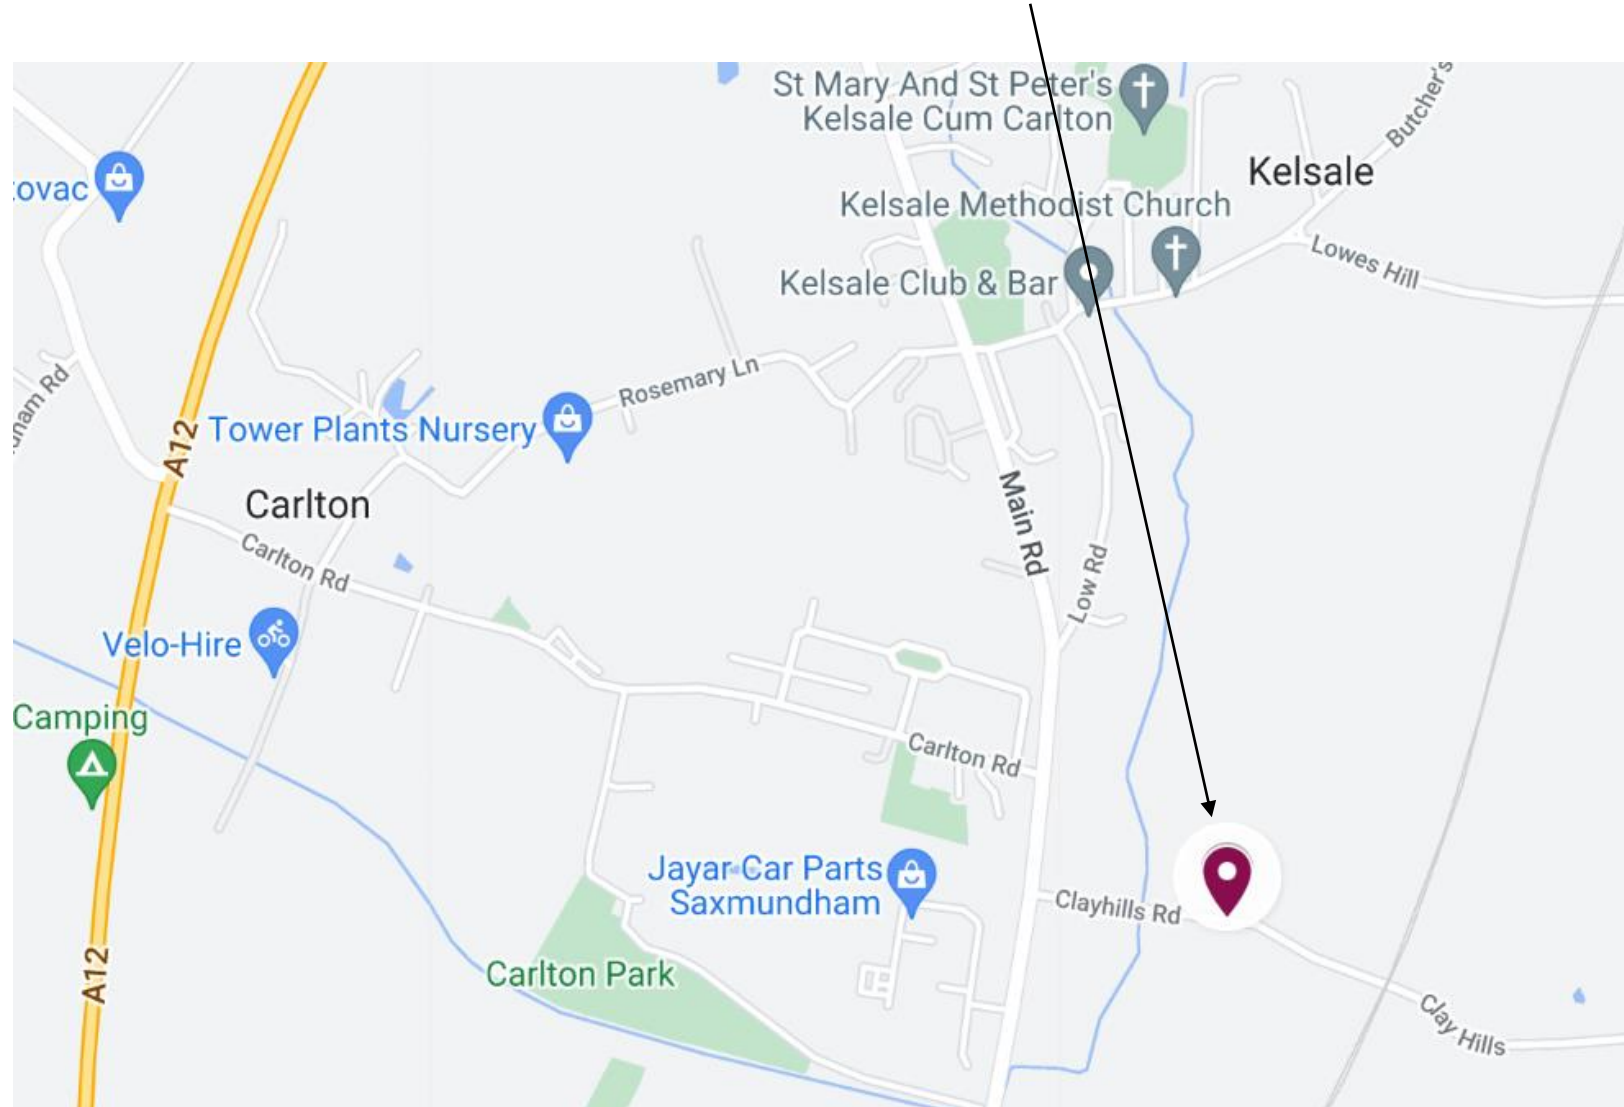 St Mary And St Peter's
Kelsale Cum Carlton
Butcher's
Kelsale
Kelsale Methodist Church
Lowes Hill
Kelsale Club & Bar
Rosemary Ln
Tower Plants Nursery
A12
Carlton
Main Rd
Carlton Rd
Low Rd
Velo-Hire
Camping
Carlton Rd
Jayar Car Parts
Saxmundham
Clayhills Rd
Carlton Park
A12
Clay Hills